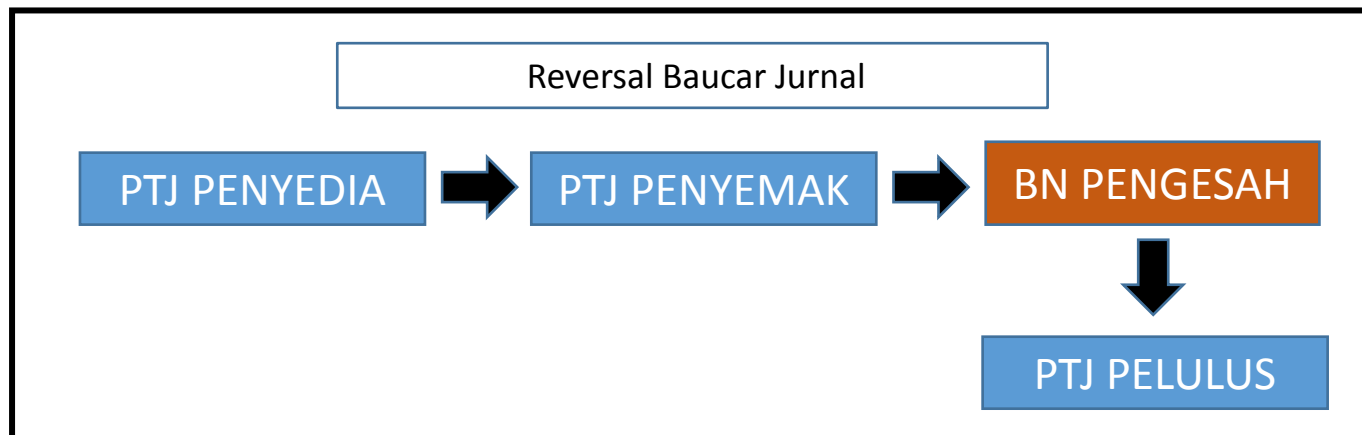 Reversal Baucar Jurnal
PTJ PENYEDIA
PTJ PENYEMAK
BN PENGESAH
PTJ PELULUS